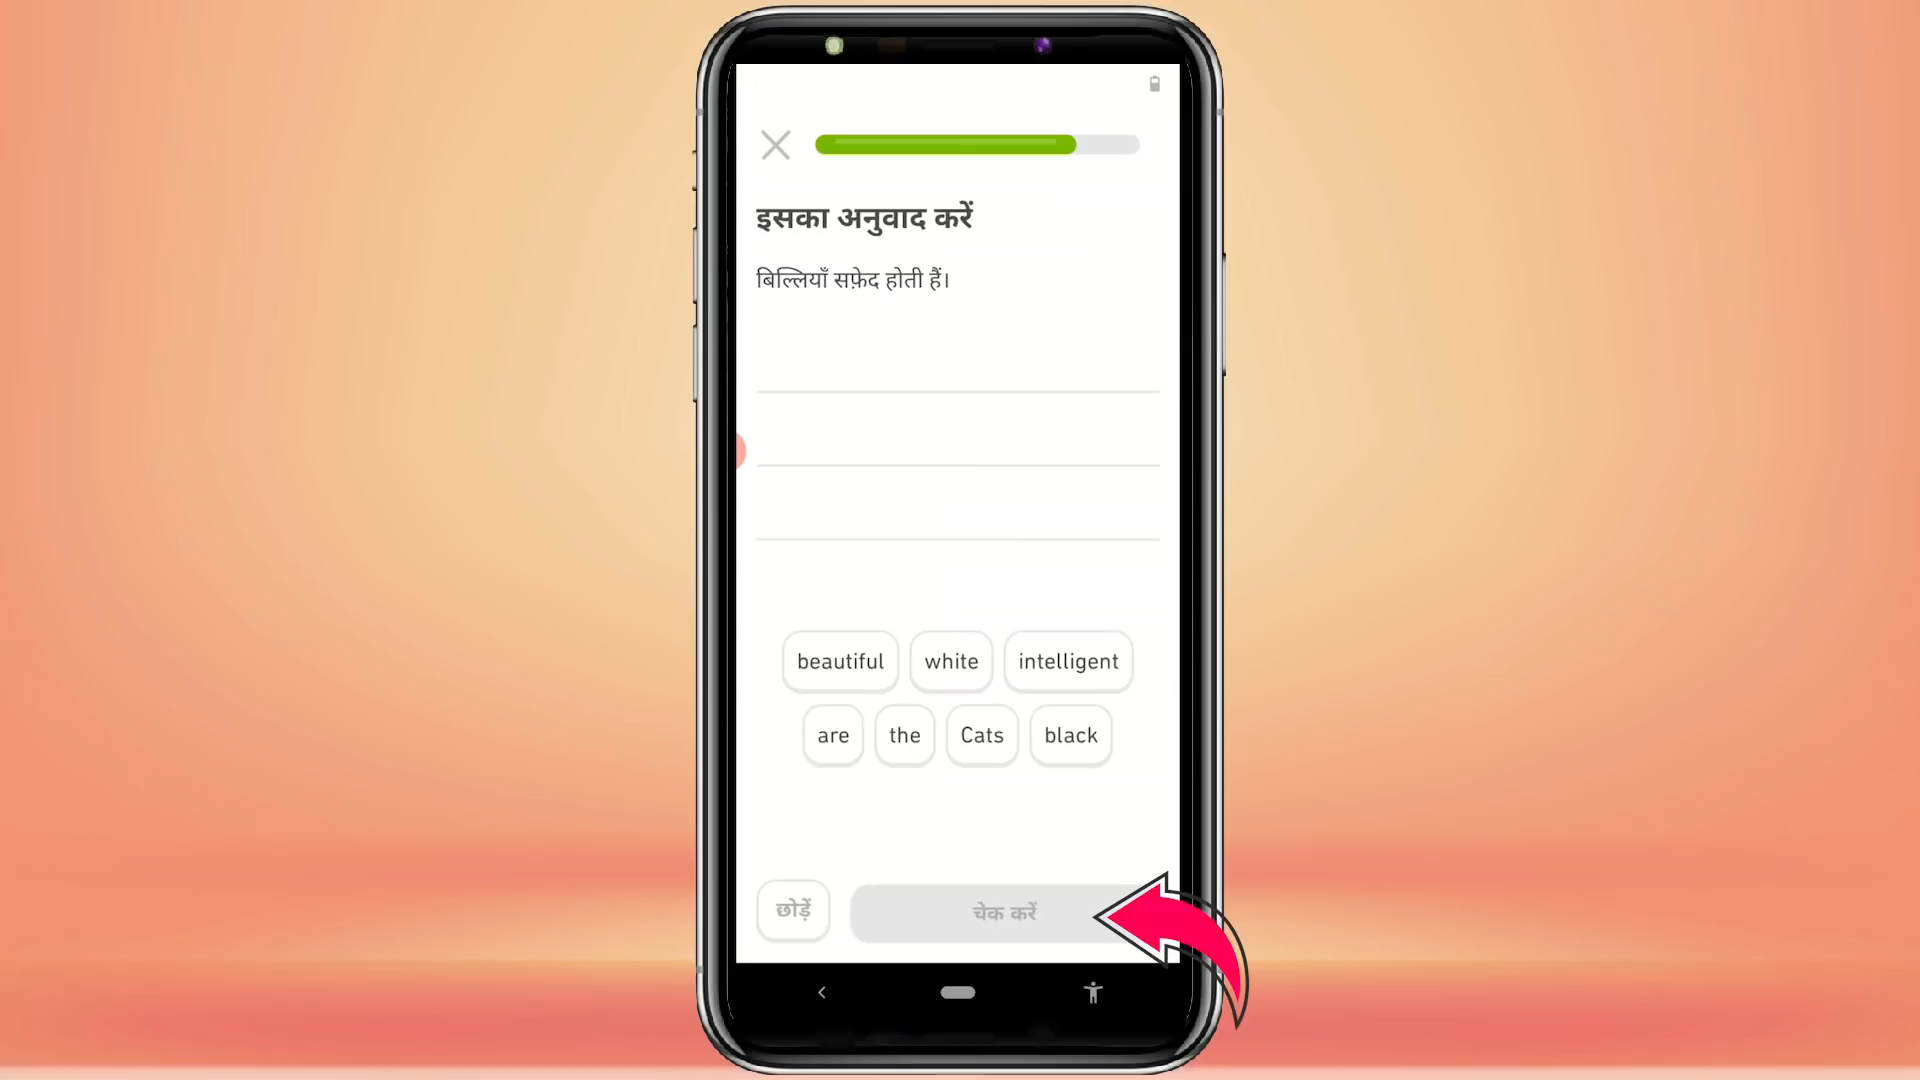 इसका अनुवाद करें
बिल्लियाँ सफ़ेद होती हैं।
beautiful white intelligent
are the Cats black
छोड़ें चेक करें